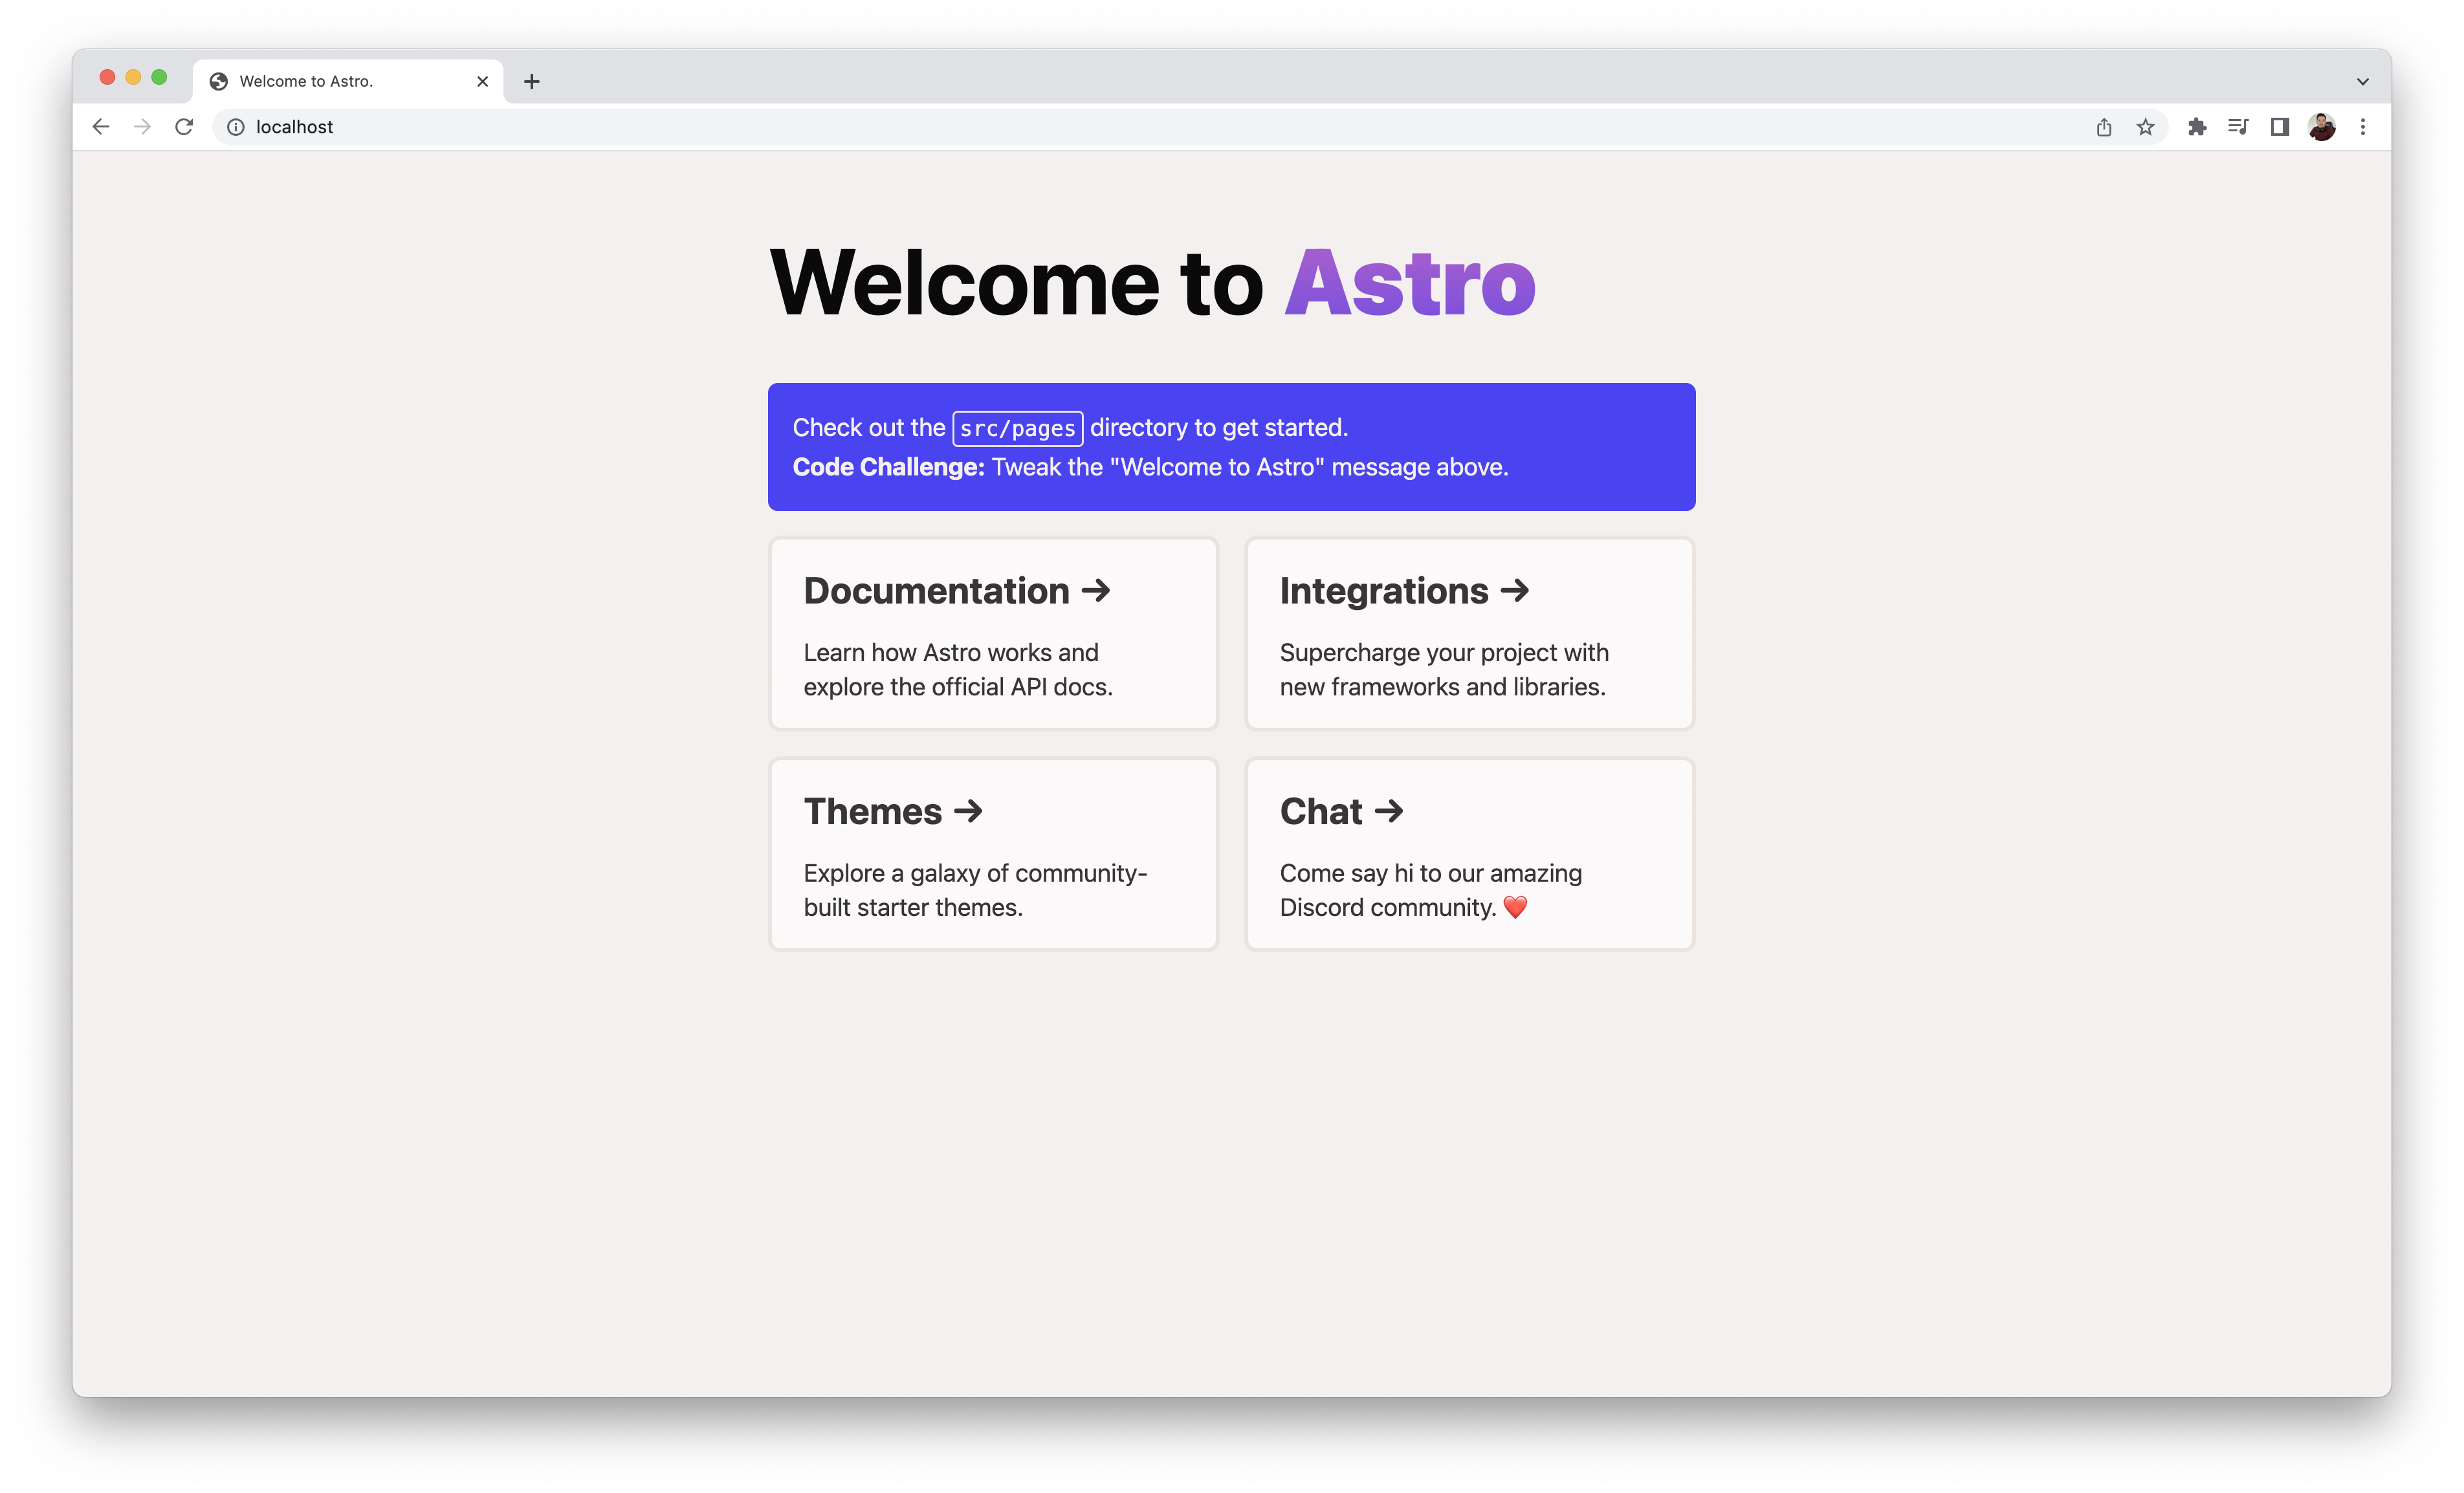 Welcome to Astro.
localhost
Welcome to Astro
Check out the src/pages directory to get started.
Code Challenge: Tweak the "Welcome to Astro" message above.
Documentation →
Learn how Astro works and
explore the official API docs.
Integrations →
Supercharge your project with
new frameworks and libraries.
Themes →
Explore a galaxy of community-
built starter themes.
Chat →
Come say hi to our amazing
Discord community. ❤️